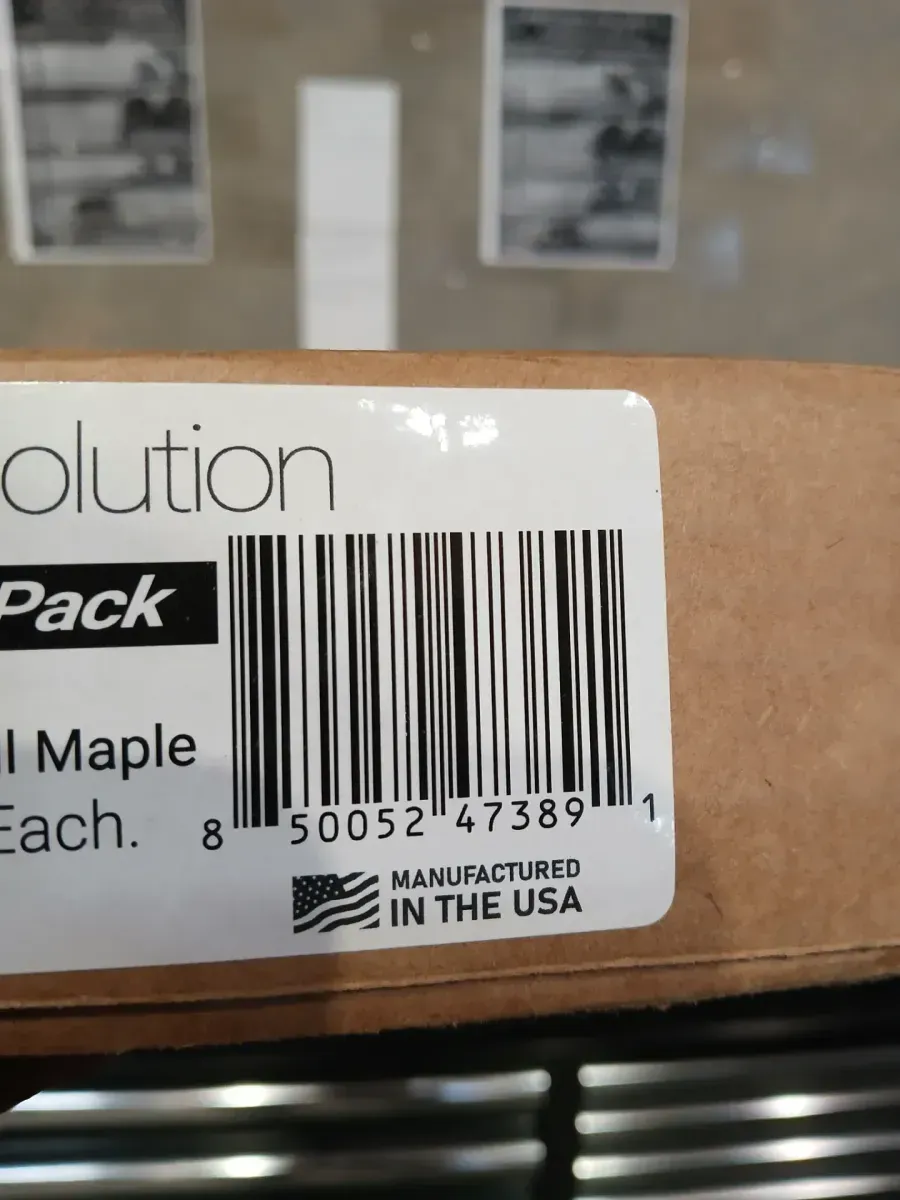 olution
Pack
l Maple
Each.
8 50052 47389 1
MANUFACTURED
IN THE USA